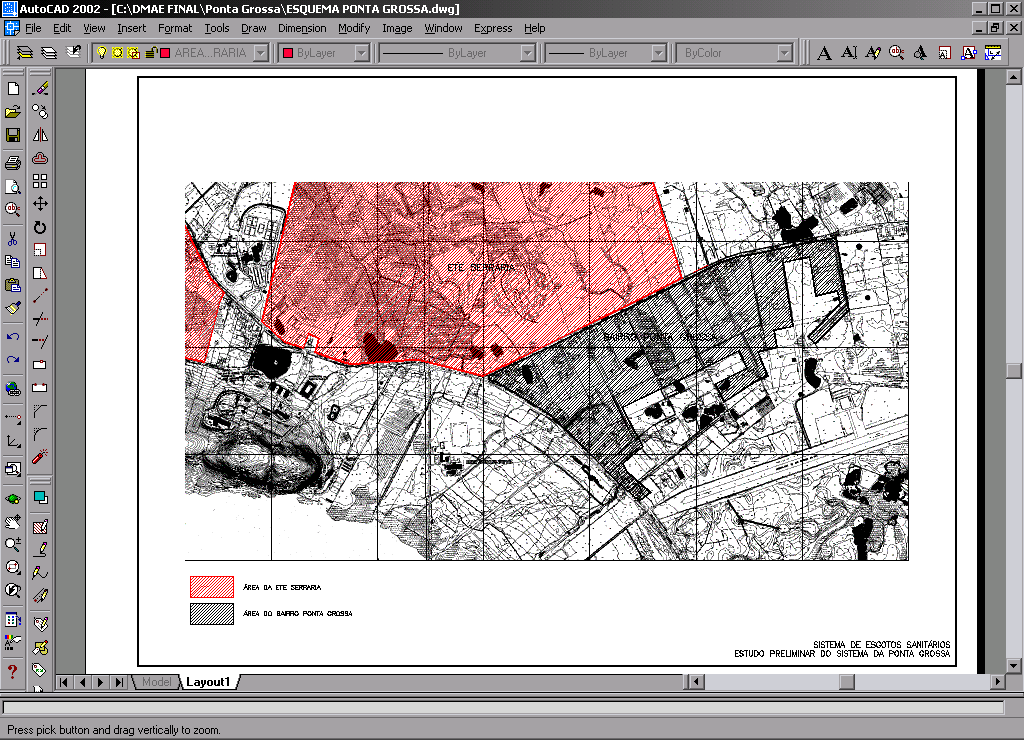 AutoCAD 2002 - [C:\DMAE FINAL\Ponta Grossa\ESQUEMA PONTA GROSSA.dwg]
File Edit View Insert Format Tools Draw Dimension Modify Image Window Express Help
AREA...RARIA ByLayer ByLayer ByLayer ByColor
ETE SERRARIA
ÁREA DA ETE SERRARIA
ÁREA DO BAIRRO PONTA GROSSA
SISTEMA DE ESGOTOS SANITÁRIOS
ESTUDO PRELIMINAR DO SISTEMA DA PONTA GROSSA
Model Layout1
Press pick button and drag vertically to zoom.